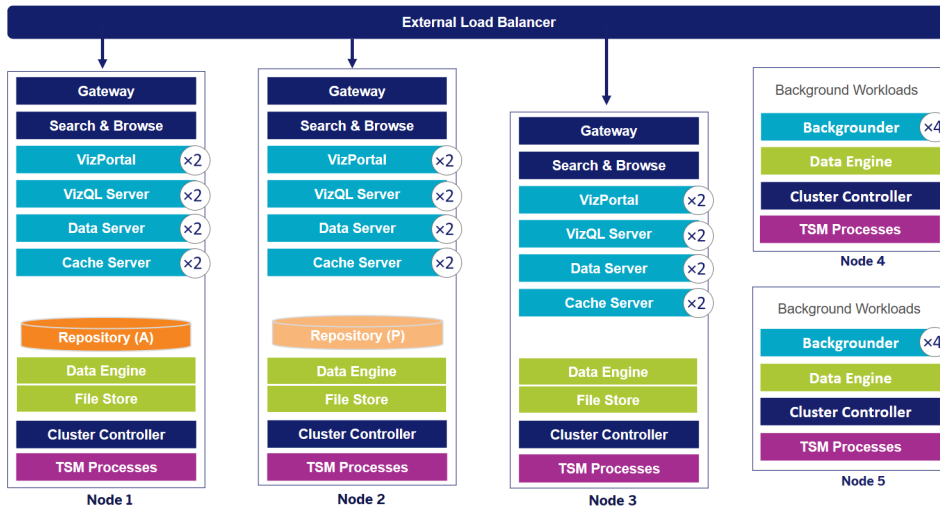 External Load Balancer
Gateway
Search & Browse
VizPortal ×2
VizQL Server ×2
Data Server ×2
Cache Server ×2
Repository (A)
Data Engine
File Store
Cluster Controller
TSM Processes
Node 1
Gateway
Search & Browse
VizPortal ×2
VizQL Server ×2
Data Server ×2
Cache Server ×2
Repository (P)
Data Engine
File Store
Cluster Controller
TSM Processes
Node 2
Gateway
Search & Browse
VizPortal ×2
VizQL Server ×2
Data Server ×2
Cache Server ×2
Data Engine
File Store
Cluster Controller
TSM Processes
Node 3
Background Workloads
Backgrounder ×4
Data Engine
Cluster Controller
TSM Processes
Node 4
Background Workloads
Backgrounder ×4
Data Engine
Cluster Controller
TSM Processes
Node 5